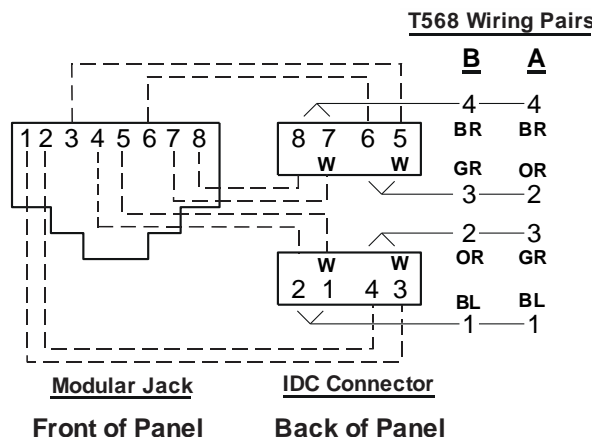 T568 Wiring Pairs
B A
4 4
BR BR
1 2 3 4 5 6 7 8
8 7 6 5
W W
GR OR
3 2
2 3
OR GR
W W
2 1 4 3
BL BL
1 1
Modular Jack IDC Connector
Front of Panel Back of Panel